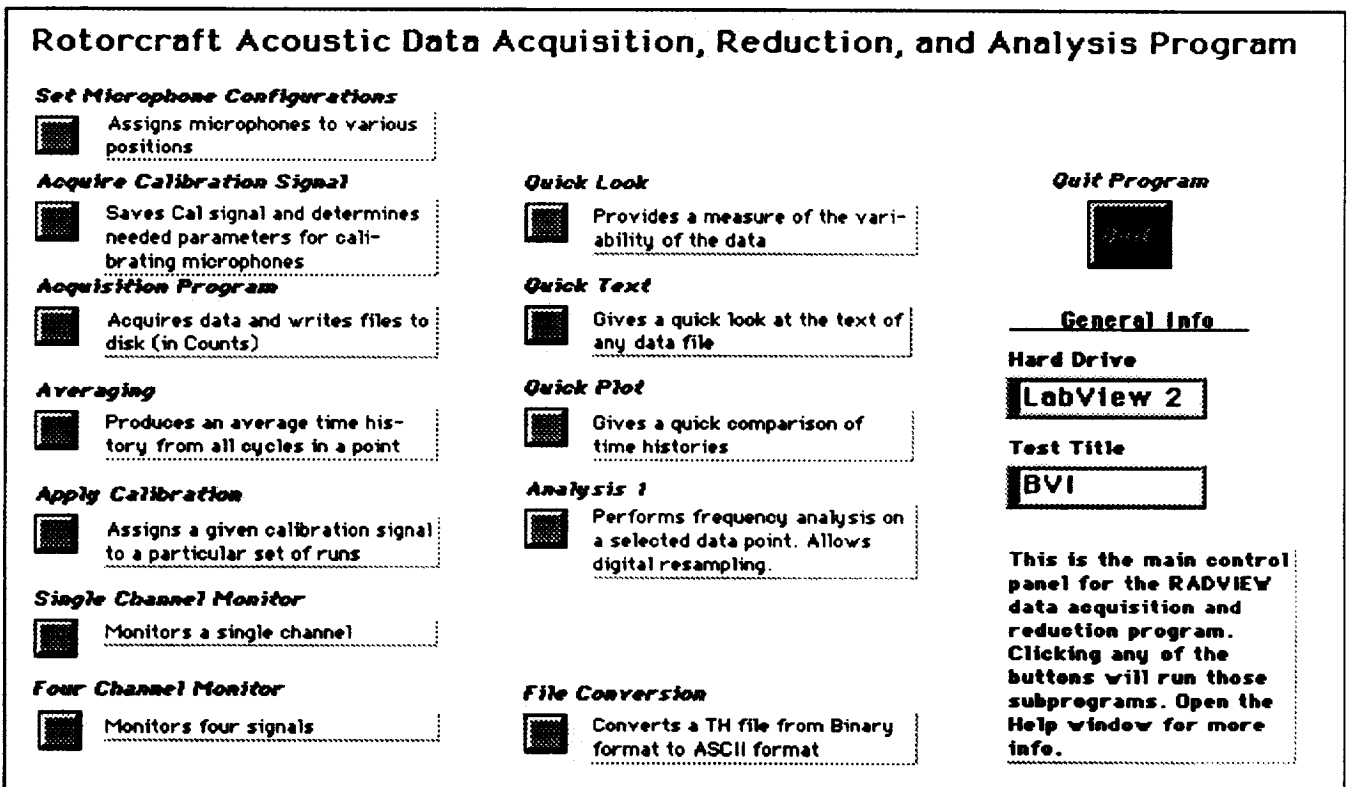 Rotorcraft Acoustic Data Acquisition, Reduction, and Analysis Program
Set Microphone Configurations
Assigns microphones to various
positions
Acquire Calibration Signal
Saves Cal signal and determines
needed parameters for cali-
brating microphones
Acquisition Program
Acquires data and writes files to
disk (in Counts)
Averaging
Produces an average time his-
tory from all cycles in a point
Apply Calibration
Assigns a given calibration signal
to a particular set of runs
Single Channel Monitor
Monitors a single channel
Four Channel Monitor
Monitors four signals
Quick Look
Provides a measure of the vari-
ability of the data
Quick Text
Gives a quick look at the text of
any data file
Quick Plot
Gives a quick comparison of
time histories
Analysis 1
Performs frequency analysis on
a selected data point. Allows
digital resampling.
File Conversion
Converts a TH file from Binary
format to ASCII format
Quit Program
General Info
Hard Drive
LabView 2
Test Title
BVI
This is the main control
panel for the RADVIEW
data acquisition and
reduction program.
Clicking any of the
buttons will run those
subprograms. Open the
Help window for more
info.